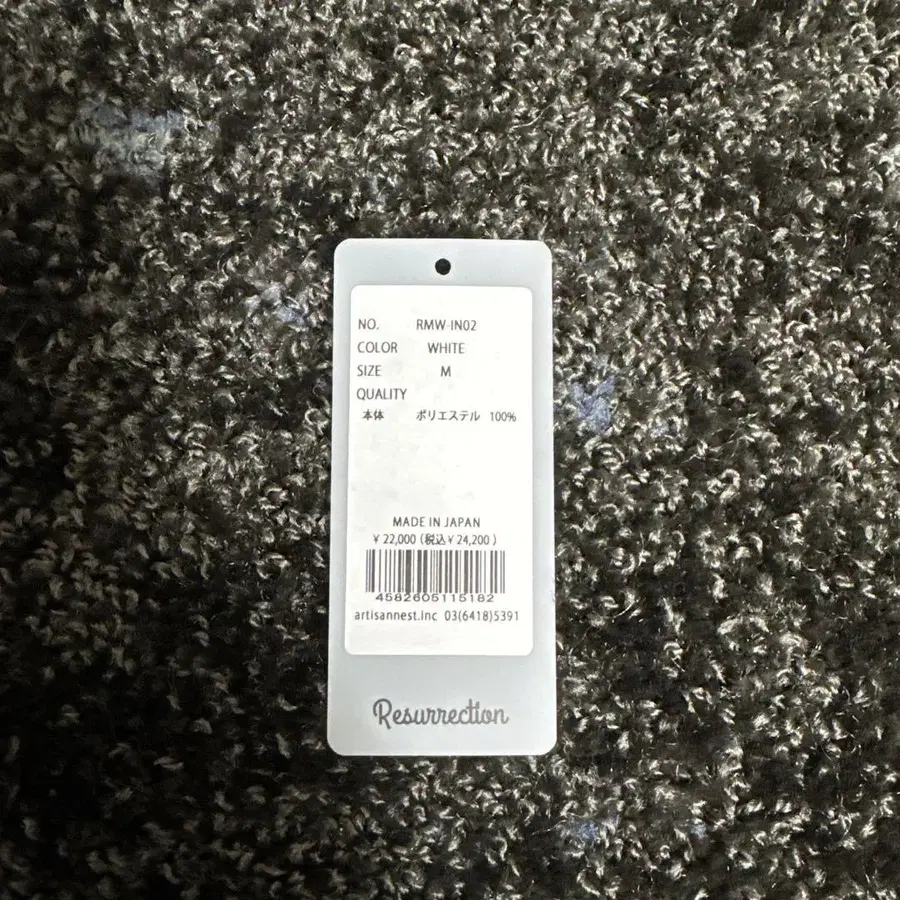 NO. RMW-IN02
COLOR WHITE
SIZE M
QUALITY
本体 ポリエステル 100%
MADE IN JAPAN
¥ 22,000 (税込 ¥ 24,200 )
4582605115182
artisannest.inc 03(6418)5391
Resurrection